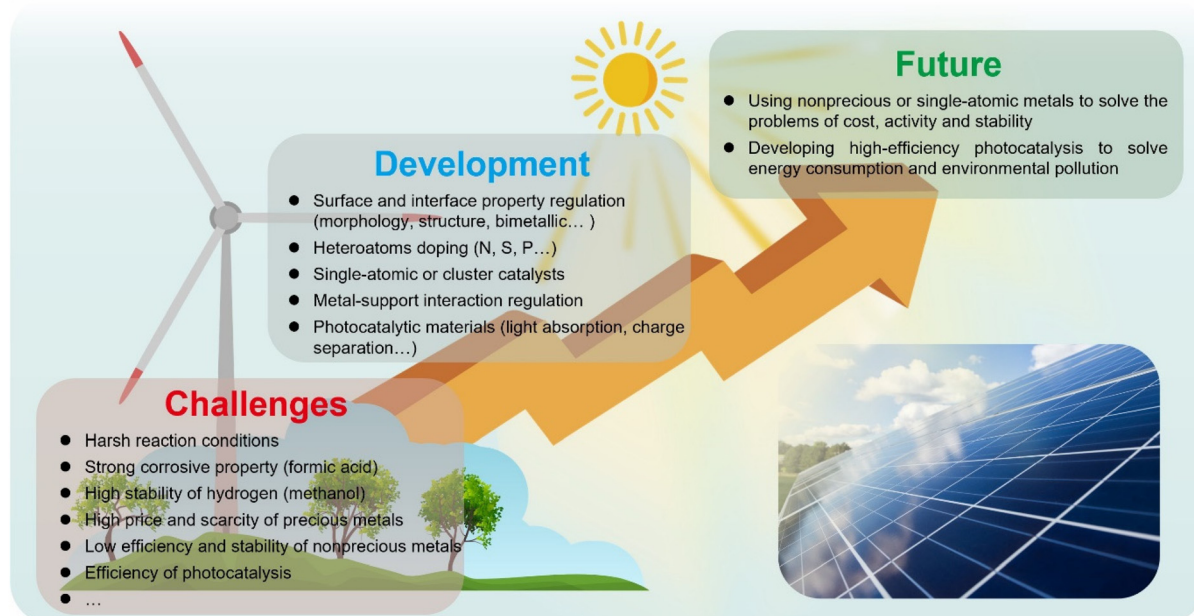 Future
● Using nonprecious or single-atomic metals to solve the
problems of cost, activity and stability
● Developing high-efficiency photocatalysis to solve
energy consumption and environmental pollution
Development
● Surface and interface property regulation
(morphology, structure, bimetallic… )
● Heteroatoms doping (N, S, P…)
● Single-atomic or cluster catalysts
● Metal-support interaction regulation
● Photocatalytic materials (light absorption, charge
separation…)
Challenges
● Harsh reaction conditions
● Strong corrosive property (formic acid)
● High stability of hydrogen (methanol)
● High price and scarcity of precious metals
● Low efficiency and stability of nonprecious metals
● Efficiency of photocatalysis
● …